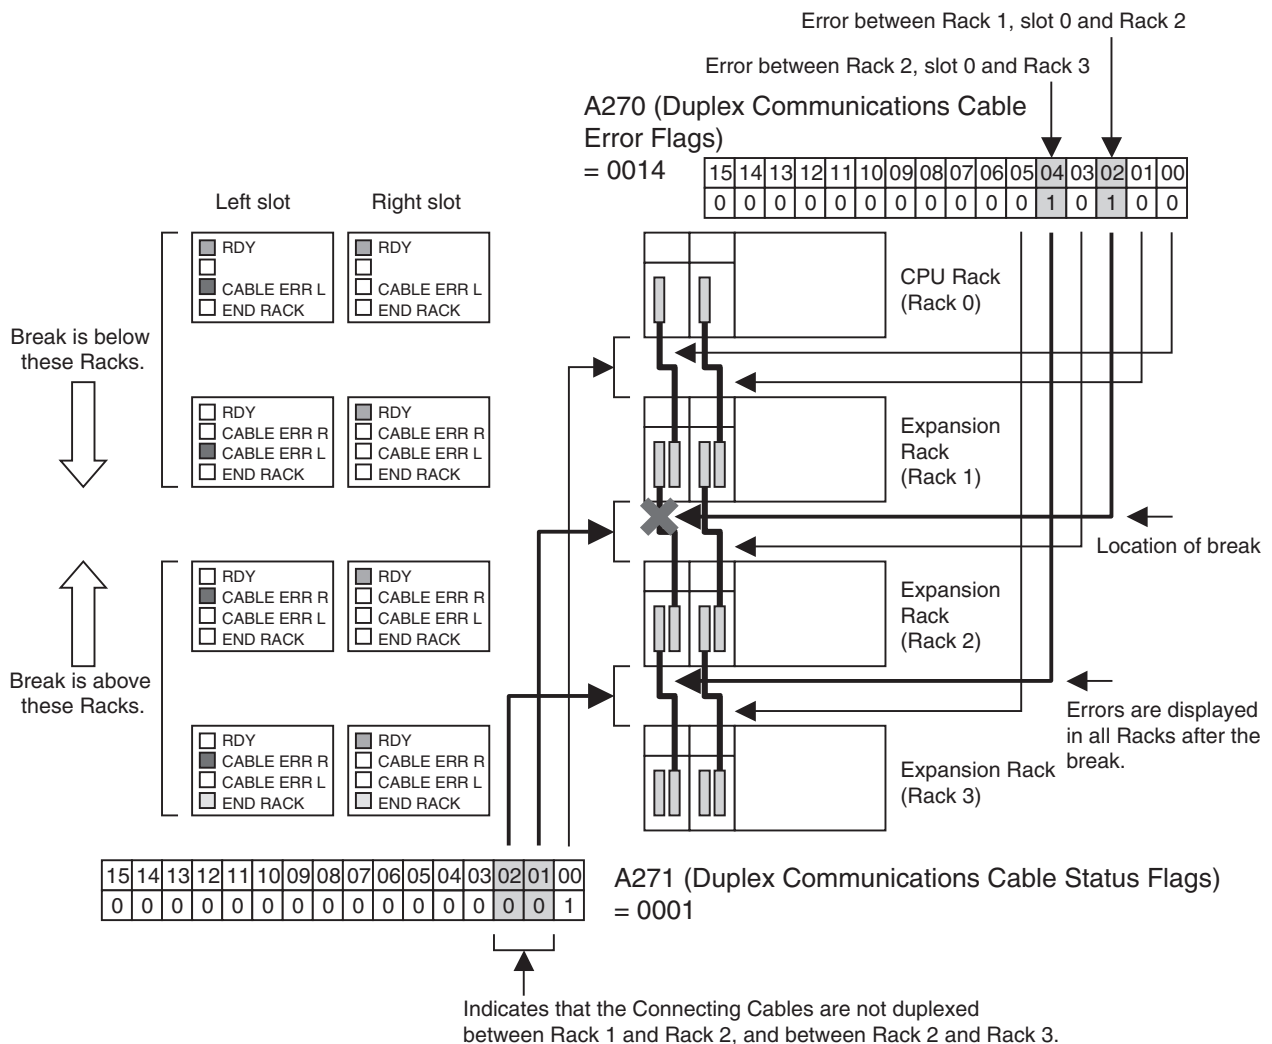 Error between Rack 1, slot 0 and Rack 2
Error between Rack 2, slot 0 and Rack 3
A270 (Duplex Communications Cable
Error Flags)
= 0014
15 14 13 12 11 10 09 08 07 06 05 04 03 02 01 00
0 0 0 0 0 0 0 0 0 0 0 1 0 1 0 0
Left slot
Right slot
RDY
CABLE ERR L
END RACK
RDY
CABLE ERR L
END RACK
CPU Rack
(Rack 0)
Break is below
these Racks.
RDY
CABLE ERR R
CABLE ERR L
END RACK
RDY
CABLE ERR R
CABLE ERR L
END RACK
Expansion
Rack
(Rack 1)
Location of break
RDY
CABLE ERR R
CABLE ERR L
END RACK
RDY
CABLE ERR R
CABLE ERR L
END RACK
Expansion
Rack
(Rack 2)
Break is above
these Racks.
Errors are displayed
in all Racks after the
break.
RDY
CABLE ERR R
CABLE ERR L
END RACK
RDY
CABLE ERR R
CABLE ERR L
END RACK
Expansion Rack
(Rack 3)
15 14 13 12 11 10 09 08 07 06 05 04 03 02 01 00
0 0 0 0 0 0 0 0 0 0 0 0 0 0 0 1
A271 (Duplex Communications Cable Status Flags)
= 0001
Indicates that the Connecting Cables are not duplexed
between Rack 1 and Rack 2, and between Rack 2 and Rack 3.